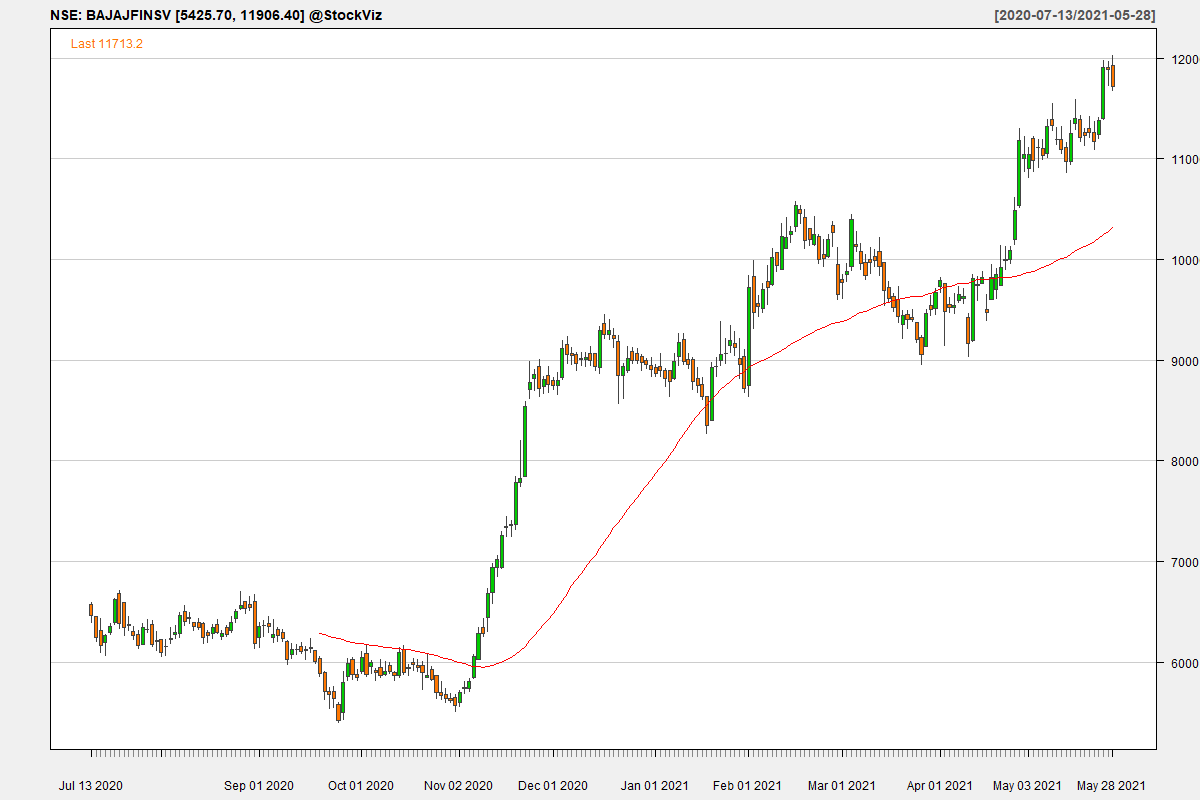 NSE: BAJAJFINSV [5425.70, 11906.40] @StockViz [2020-07-13/2021-05-28]
Last 11713.2
1200
1100
1000
9000
8000
7000
6000
Jul 13 2020 Sep 01 2020 Oct 01 2020 Nov 02 2020 Dec 01 2020 Jan 01 2021 Feb 01 2021 Mar 01 2021 Apr 01 2021 May 03 2021 May 28 2021